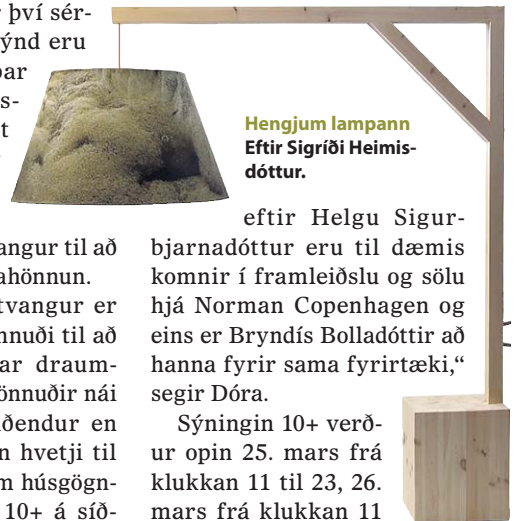 því sér-
ýnd eru
par
s-
t
Hengjum lampann
Eftir Sigríði Heimis-
dóttur.
angur til að
ahönnun.
tvangur er
nnuði til að
ar draum-
önnuðir nái
ðendur en
n hvetji til
m húsgögn-
10+ á síð-
eftir Helgu Sigur-
bjarnadóttur eru til dæmis
komnir í framleiðslu og sölu
hjá Norman Copenhagen og
eins er Bryndís Bolladóttir að
hanna fyrir sama fyrirtæki,“
segir Dóra.
Sýningin 10+ verð-
ur opin 25. mars frá
klukkan 11 til 23, 26.
mars frá klukkan 11